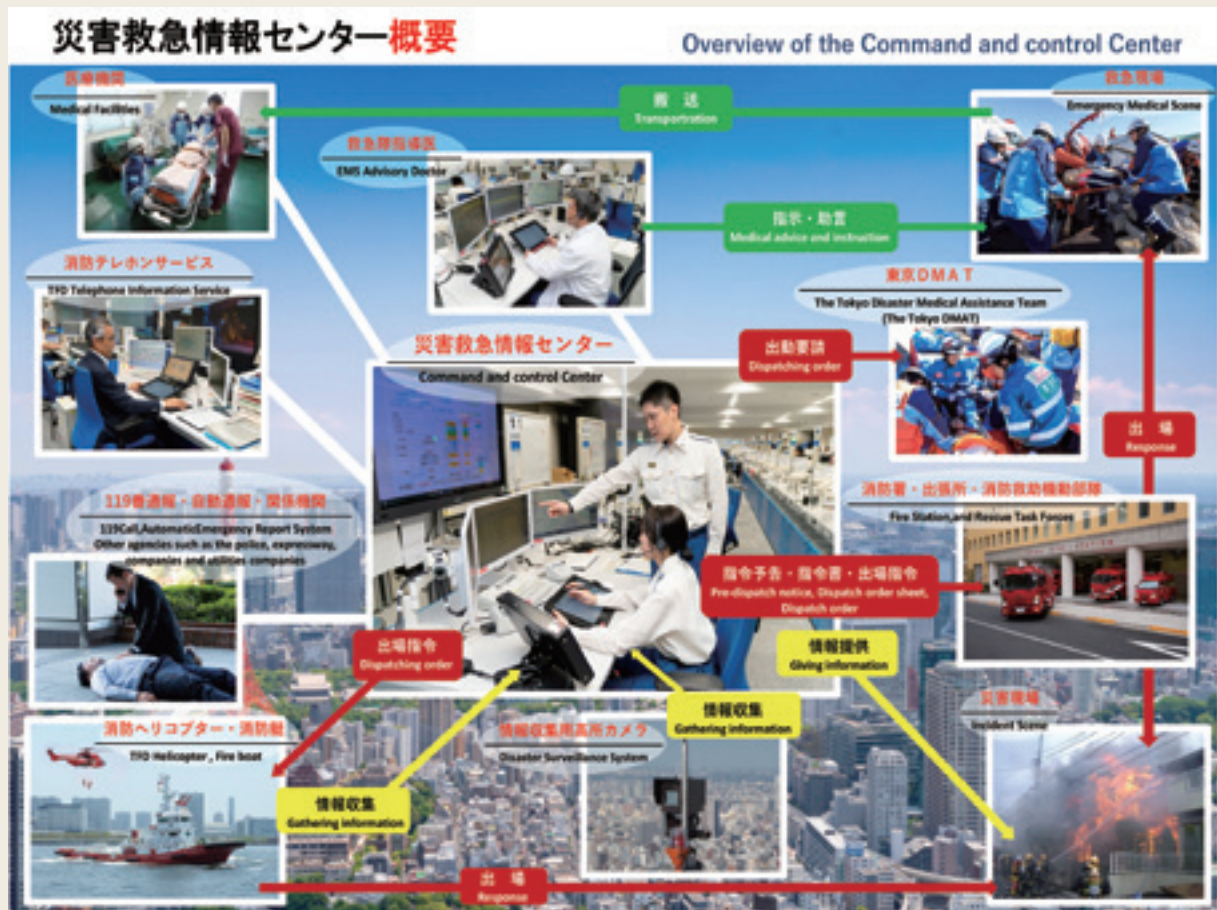 災害救急情報センター概要
Overview of the Command and control Center
医療機関
Medical Facilities
搬送
Transportration
救急現場
Emergency Medical Scene
救急隊指導医
EMS Advisory Doctor
指示・助言
Medical advice and instruction
消防テレホンサービス
TFD Telephone Information Service
東京DMAT
The Tokyo Disaster Medical Assistance Team
(The Tokyo DMAT)
災害救急情報センター
Command and control Center
出動要請
Dispatching order
出場
Response
119番通報・自動通報・関係機関
119Call,AutomaticEmergency Report System
Other agencies such as the police, expressway,
companies and utilities companies
消防署・出張所・消防救助機動部隊
Fire Station,and Rescue Task Forces
指令予告・指令書・出場指令
Pre-dispatch notice, Dispatch order sheet,
Dispatch order
出場指令
Dispatching order
情報提供
Giving information
情報収集
Gathering information
災害現場
Incident Scene
消防ヘリコプター・消防艇
TFD Helicopter , Fire boat
情報収集用高所カメラ
Disaster Surveillance System
情報収集
Gathering information
出場
Response